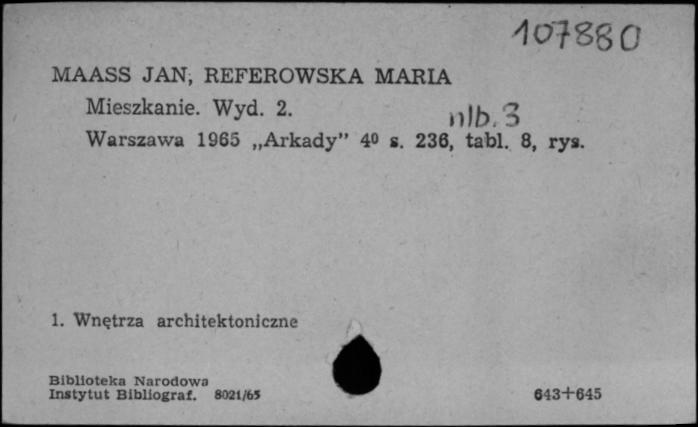 107880
MAASS JAN, REFEROWSKA MARIA
Mieszkanie. Wyd. 2.
nlb. 3
Warszawa 1965 „Arkady” 4⁰ s. 236, tabl. 8, rys.
1. Wnętrza architektoniczne
Biblioteka Narodowa
Instytut Bibliograf. 8021/65
643+645